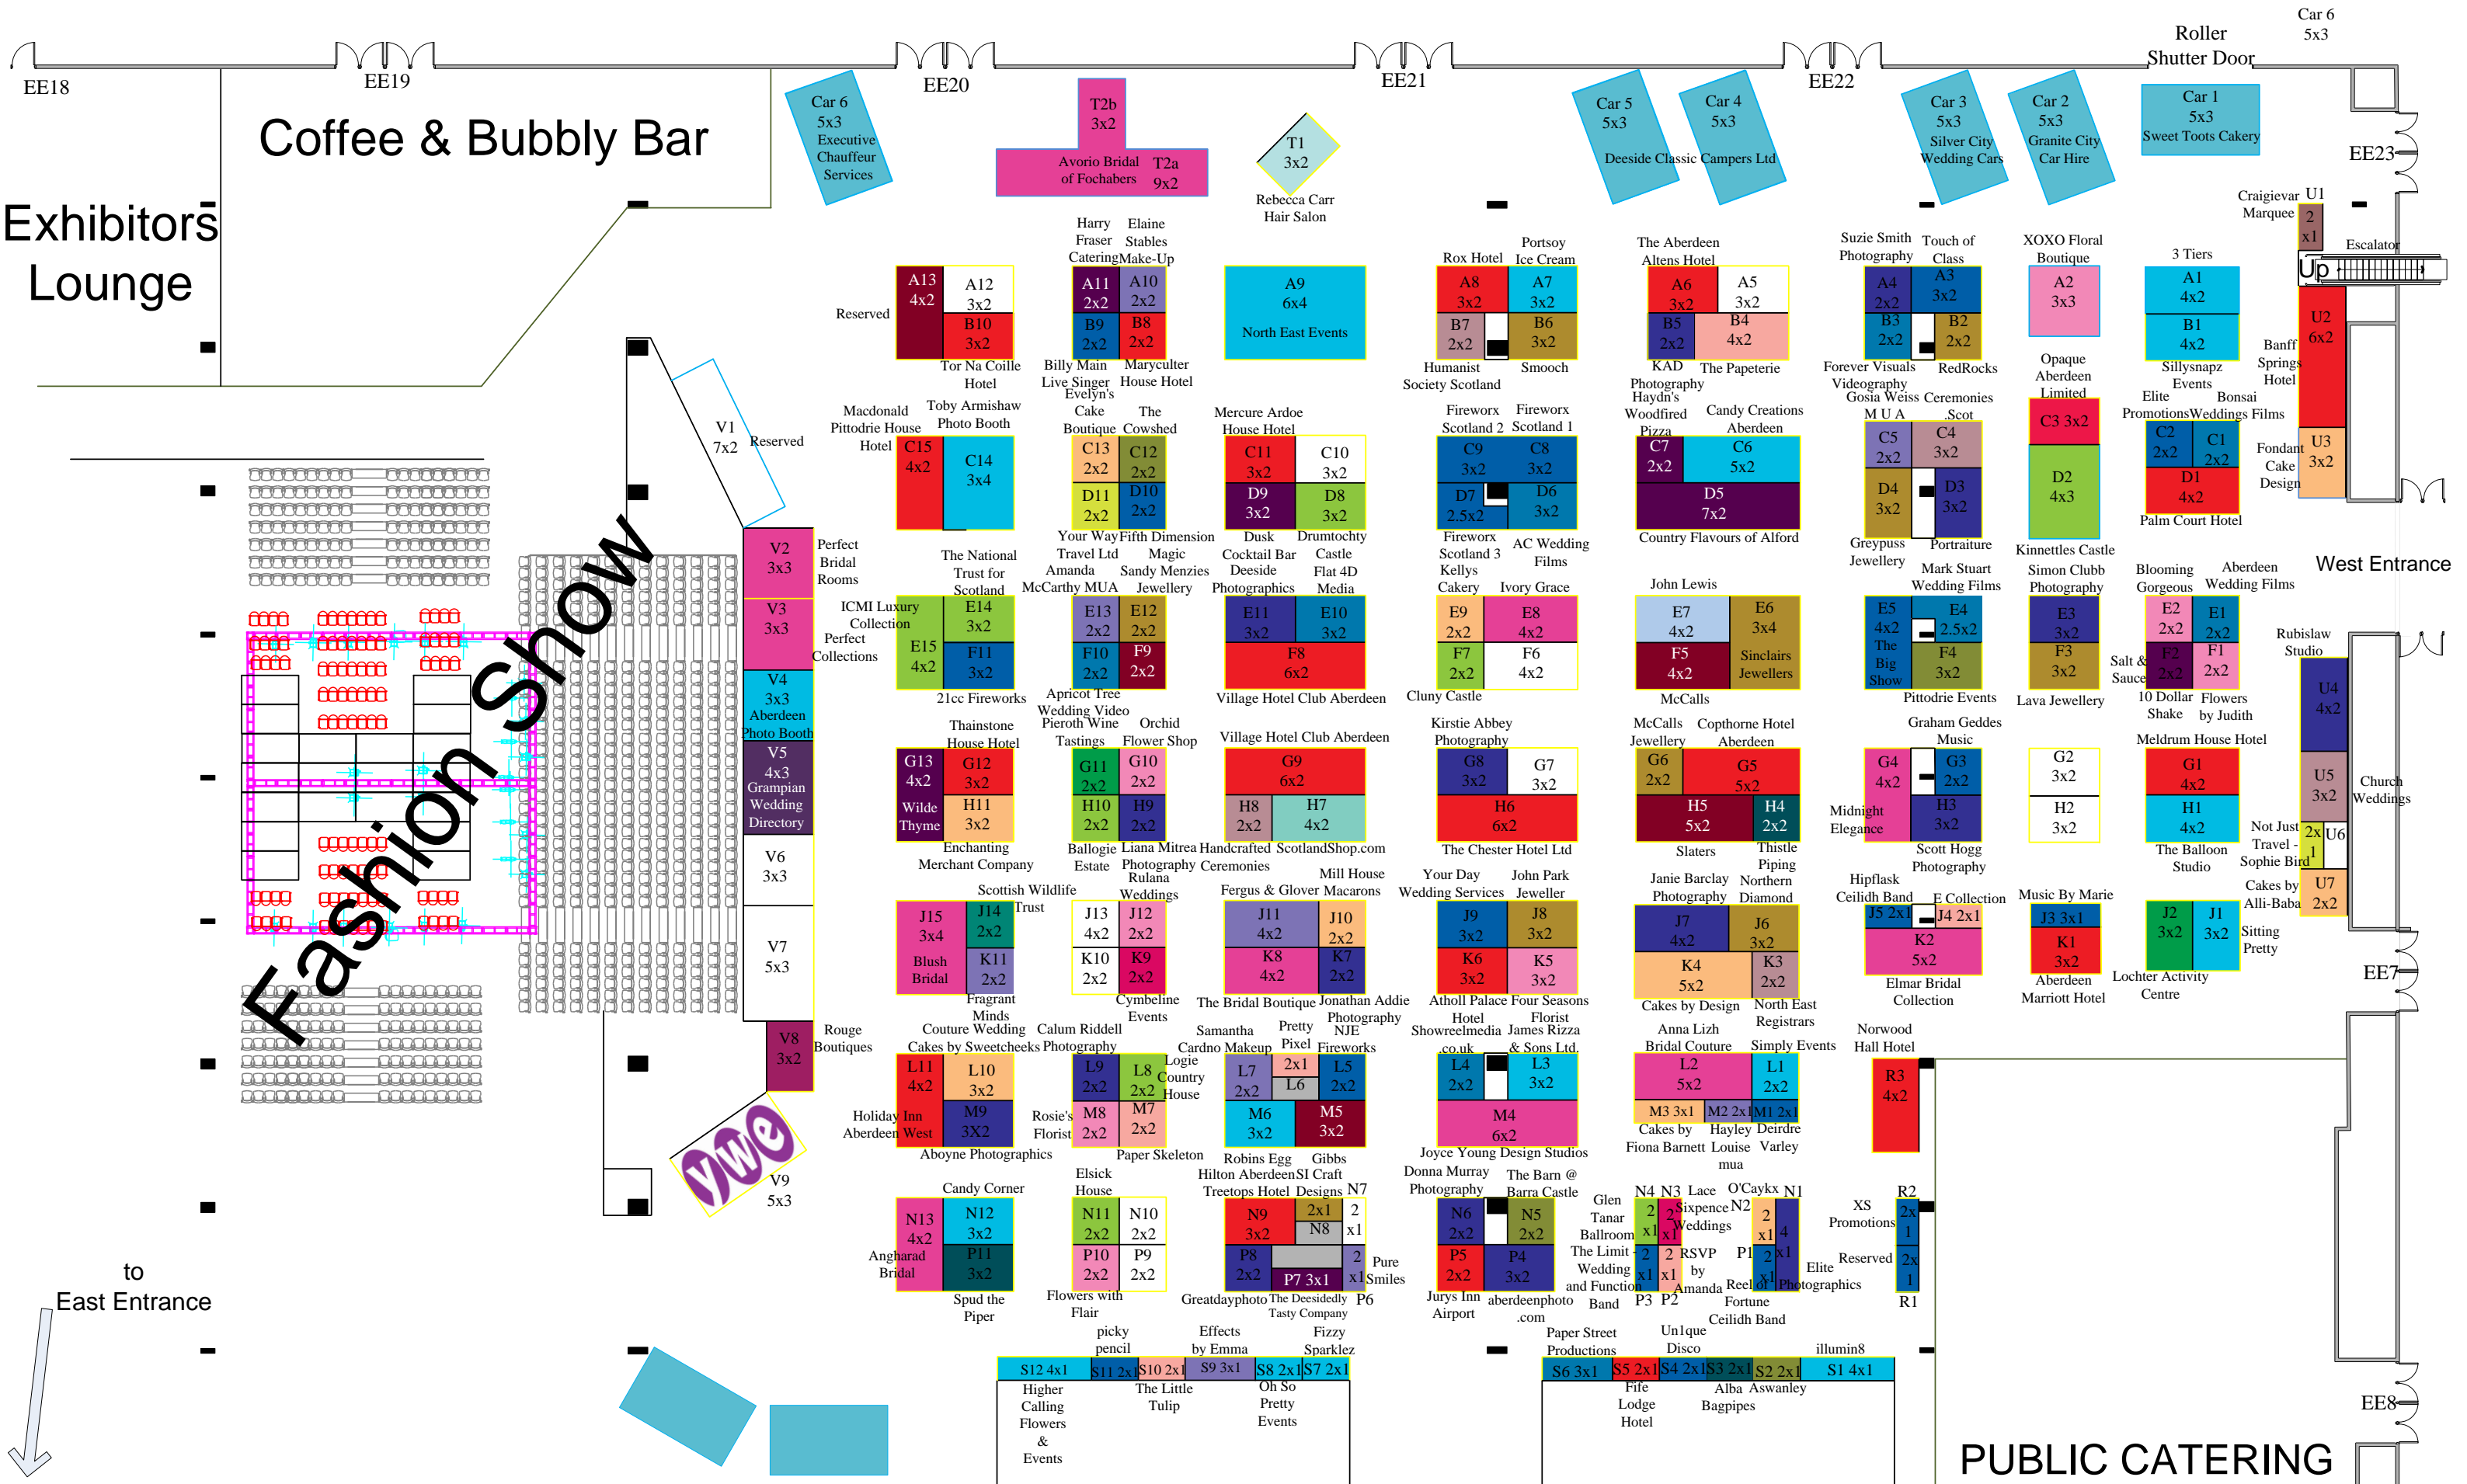 Car 6
5x3
Roller
Shutter Door
EE18
EE19
EE20
EE21
EE22
EE23
Coffee & Bubbly Bar
Exhibitors
Lounge
Car 6
5x3
Executive
Chauffeur
Services
T2b
3x2
Avorio Bridal
of Fochabers
T2a
9x2
T1
3x2
Rebecca Carr
Hair Salon
Car 5
5x3
Car 4
5x3
Deeside Classic Campers Ltd
Car 3
5x3
Silver City
Wedding Cars
Car 2
5x3
Granite City
Car Hire
Car 1
5x3
Sweet Toots Cakery
Craigievar
Marquee
U1
2
x1
Escalator
Up
Reserved
A13
4x2
A12
3x2
B10
3x2
Tor Na Coille
Hotel
Harry
Fraser
Catering
Elaine
Stables
Make-Up
A11
2x2
A10
2x2
B9
2x2
B8
2x2
Billy Main
Live Singer
Maryculter
House Hotel
A9
6x4
North East Events
Rox Hotel
Portsoy
Ice Cream
A8
3x2
A7
3x2
B7
2x2
B6
3x2
Humanist
Society Scotland
Smooch
The Aberdeen
Altens Hotel
A6
3x2
A5
3x2
B5
2x2
B4
4x2
KAD
Photography
The Papeterie
Suzie Smith
Photography
Touch of
Class
A4
2x2
A3
3x2
B3
2x2
B2
2x2
Forever Visuals
Videography
RedRocks
XOXO Floral
Boutique
A2
3x3
3 Tiers
A1
4x2
B1
4x2
Sillysnapz
Events
U2
6x2
Banff
Springs
Hotel
V1
7x2
Reserved
Macdonald
Pittodrie House
Hotel
Toby Armishaw
Photo Booth
C15
4x2
C14
3x4
Evelyn's
Cake
Boutique
The
Cowshed
C13
2x2
C12
2x2
D11
2x2
D10
2x2
Your Way
Travel Ltd
Fifth Dimension
Magic
Mercure Ardoe
House Hotel
C11
3x2
C10
3x2
D9
3x2
D8
3x2
Dusk
Cocktail Bar
Drumtochty
Castle
Fireworx
Scotland 2
Fireworx
Scotland 1
C9
3x2
C8
3x2
D7
2.5x2
D6
3x2
Fireworx
Scotland 3
AC Wedding
Films
Haydn's
Woodfired
Pizza
Candy Creations
Aberdeen
C7
2x2
C6
5x2
D5
7x2
Country Flavours of Alford
Gosia Weiss
M U A
Ceremonies
.Scot
C5
2x2
C4
3x2
D4
3x2
D3
3x2
Greypuss
Jewellery
Portraiture
Opaque
Aberdeen
Limited
C3 3x2
D2
4x3
Kinnettles Castle
Elite
Promotions
Bonsai
Weddings Films
C2
2x2
C1
2x2
D1
4x2
Palm Court Hotel
Fondant
Cake
Design
U3
3x2
West Entrance
V2
3x3
Perfect
Bridal
Rooms
V3
3x3
Perfect
Collections
V4
3x3
Aberdeen
Photo Booth
V5
4x3
Grampian
Wedding
Directory
V6
3x3
V7
5x3
V8
3x2
Rouge
Boutiques
ywe
V9
5x3
Fashion Show
The National
Trust for
Scotland
ICMI Luxury
Collection
E15
4x2
E14
3x2
F11
3x2
21cc Fireworks
Amanda
McCarthy MUA
Sandy Menzies
Jewellery
E13
2x2
E12
2x2
F10
2x2
F9
2x2
Apricot Tree
Wedding Video
Deeside
Photographics
Flat 4D
Media
E11
3x2
E10
3x2
F8
6x2
Village Hotel Club Aberdeen
Kellys
Cakery
Ivory Grace
E9
2x2
E8
4x2
F7
2x2
F6
4x2
Cluny Castle
John Lewis
E7
4x2
E6
3x4
Sinclairs
Jewellers
F5
4x2
McCalls
Mark Stuart
Wedding Films
E5
4x2
The
Big
Show
E4
2.5x2
F4
3x2
Pittodrie Events
Simon Clubb
Photography
E3
3x2
F3
3x2
Lava Jewellery
Blooming
Gorgeous
Aberdeen
Wedding Films
E2
2x2
E1
2x2
F2
2x2
F1
2x2
Salt &
Sauce
10 Dollar
Shake
Flowers
by Judith
Rubislaw
Studio
U4
4x2
U5
3x2
Church
Weddings
Not Just
Travel -
Sophie Bird
2x
1
U6
Cakes by
Alli-Baba
U7
2x2
Thainstone
House Hotel
G13
4x2
Wilde
Thyme
G12
3x2
H11
3x2
Enchanting
Merchant Company
Pieroth Wine
Tastings
Orchid
Flower Shop
G11
2x2
G10
2x2
H10
2x2
H9
2x2
Ballogie
Estate
Liana Mitrea
Photography
Village Hotel Club Aberdeen
G9
6x2
H8
2x2
H7
4x2
Handcrafted
Ceremonies
ScotlandShop.com
Kirstie Abbey
Photography
G8
3x2
G7
3x2
H6
6x2
The Chester Hotel Ltd
McCalls
Jewellery
Copthorne Hotel
Aberdeen
G6
2x2
G5
5x2
H5
5x2
H4
2x2
Slaters
Thistle
Piping
Graham Geddes
Music
G4
4x2
G3
2x2
H3
3x2
Midnight
Elegance
Scott Hogg
Photography
G2
3x2
H2
3x2
Meldrum House Hotel
G1
4x2
H1
4x2
The Balloon
Studio
Scottish Wildlife
Trust
J15
3x4
Blush
Bridal
J14
2x2
K11
2x2
Fragrant
Minds
Rulana
Weddings
J13
4x2
J12
2x2
K10
2x2
K9
2x2
Cymbeline
Events
Fergus & Glover
Mill House
Macarons
J11
4x2
J10
2x2
K8
4x2
K7
2x2
The Bridal Boutique
Jonathan Addie
Photography
Your Day
Wedding Services
John Park
Jeweller
J9
3x2
J8
3x2
K6
3x2
K5
3x2
Atholl Palace
Hotel
Four Seasons
Florist
Janie Barclay
Photography
Northern
Diamond
J7
4x2
J6
3x2
K4
5x2
K3
2x2
Cakes by Design
North East
Registrars
Hipflask
Ceilidh Band
E Collection
J5 2x1
J4 2x1
K2
5x2
Elmar Bridal
Collection
Music By Marie
J3 3x1
K1
3x2
Aberdeen
Marriott Hotel
J2
3x2
J1
3x2
Sitting
Pretty
Lochter Activity
Centre
EE7
Couture Wedding
Cakes by Sweetcheeks
L11
4x2
L10
3x2
M9
3X2
Holiday Inn
Aberdeen West
Aboyne Photographics
Calum Riddell
Photography
L9
2x2
L8
2x2
Logie
Country
House
M8
2x2
M7
2x2
Rosie's
Florist
Paper Skeleton
Samantha
Cardno Makeup
Pretty
Pixel
NJE
Fireworks
L7
2x2
2x1
L6
L5
2x2
M6
3x2
M5
3x2
Robins Egg
Gibbs
Showreelmedia
.co.uk
James Rizza
& Sons Ltd.
L4
2x2
L3
3x2
M4
6x2
Joyce Young Design Studios
Anna Lizh
Bridal Couture
Simply Events
L2
5x2
L1
2x2
M3 3x1
M2 2x1
M1 2x1
Cakes by
Fiona Barnett
Hayley
Louise
mua
Deirdre
Varley
Norwood
Hall Hotel
R3
4x2
Candy Corner
N13
4x2
N12
3x2
P11
3x2
Angharad
Bridal
Spud the
Piper
Elsick
House
N11
2x2
N10
2x2
P10
2x2
P9
2x2
Flowers with
Flair
Hilton Aberdeen
Treetops Hotel
SI Craft
Designs
N7
N9
3x2
2x1
N8
2
x1
P8
2x2
P7 3x1
2
x1
Pure
Smiles
Greatdayphoto
The Deesidedly
Tasty Company
P6
Donna Murray
Photography
The Barn @
Barra Castle
N6
2x2
N5
2x2
P5
2x2
P4
3x2
Jurys Inn
Airport
aberdeenphoto
.com
Glen
Tanar
Ballroom
N4
N3
Lace
Sixpence
Weddings
2
x1
2
x1
The Limit -
Wedding
and Function
Band
2
x1
2
x1
P3
P2
RSVP
by
Amanda
O'Caykx
N2
N1
2
x1
4
x1
P1
2
x1
Reel of
Fortune
Ceilidh Band
Elite
Photographics
XS
Promotions
R2
2x
1
Reserved
2x
1
R1
to
East Entrance
picky
pencil
Effects
by Emma
Fizzy
Sparklez
S12 4x1
S11 2x1
S10 2x1
S9 3x1
S8 2x1
S7 2x1
Higher
Calling
Flowers
&
Events
The Little
Tulip
Oh So
Pretty
Events
Paper Street
Productions
Un1que
Disco
illumin8
S6 3x1
S5 2x1
S4 2x1
S3 2x1
S2 2x1
S1 4x1
Fife
Lodge
Hotel
Alba
Bagpipes
Aswanley
EE8
PUBLIC CATERING